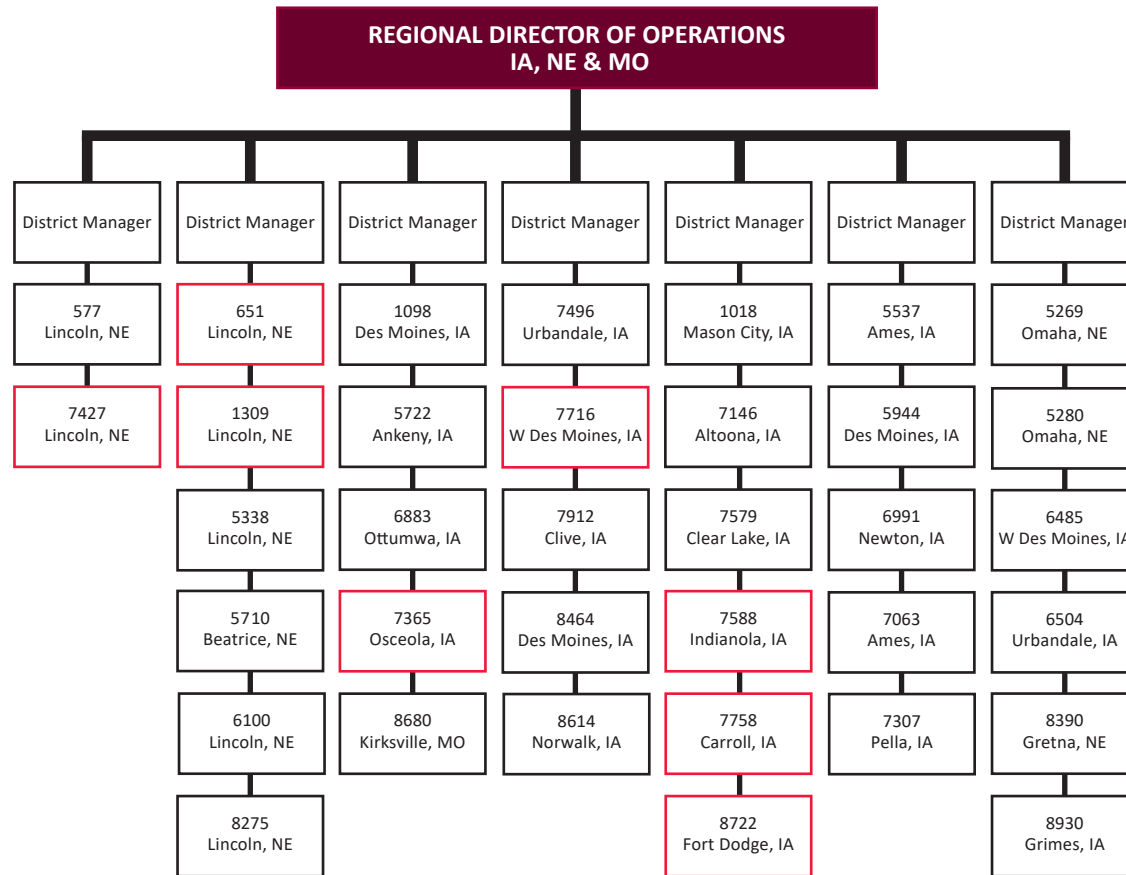 REGIONAL DIRECTOR OF OPERATIONS
IA, NE & MO
District Manager
577
Lincoln, NE
7427
Lincoln, NE
District Manager
651
Lincoln, NE
1309
Lincoln, NE
5338
Lincoln, NE
5710
Beatrice, NE
6100
Lincoln, NE
8275
Lincoln, NE
District Manager
1098
Des Moines, IA
5722
Ankeny, IA
6883
Ottumwa, IA
7365
Osceola, IA
8680
Kirksville, MO
District Manager
7496
Urbandale, IA
7716
W Des Moines, IA
7912
Clive, IA
8464
Des Moines, IA
8614
Norwalk, IA
District Manager
1018
Mason City, IA
7146
Altoona, IA
7579
Clear Lake, IA
7588
Indianola, IA
7758
Carroll, IA
8722
Fort Dodge, IA
District Manager
5537
Ames, IA
5944
Des Moines, IA
6991
Newton, IA
7063
Ames, IA
7307
Pella, IA
District Manager
5269
Omaha, NE
5280
Omaha, NE
6485
W Des Moines, IA
6504
Urbandale, IA
8390
Gretna, NE
8930
Grimes, IA